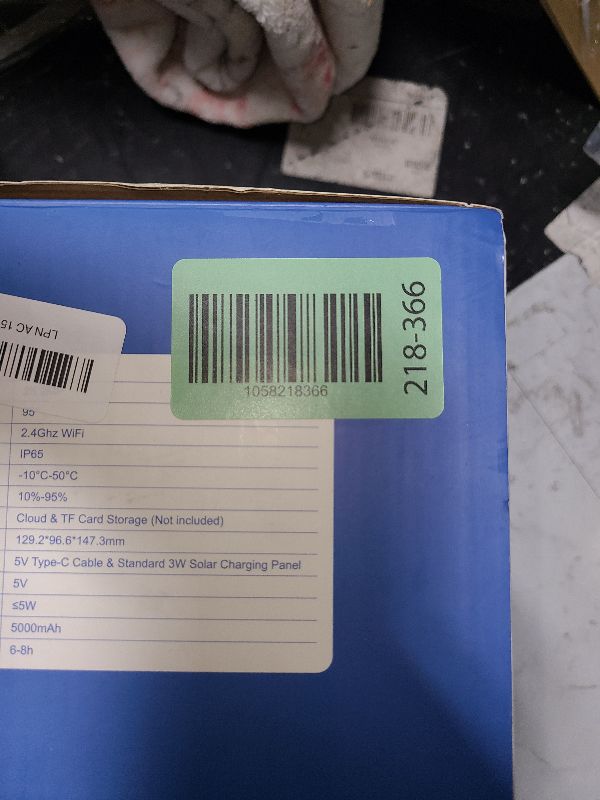 218-366
1058218366
LPN AC 15
95
2.4Ghz WiFi
IP65
-10°C-50°C
10%-95%
Cloud & TF Card Storage (Not included)
129.2*96.6*147.3mm
5V Type-C Cable & Standard 3W Solar Charging Panel
5V
≤5W
5000mAh
6-8h